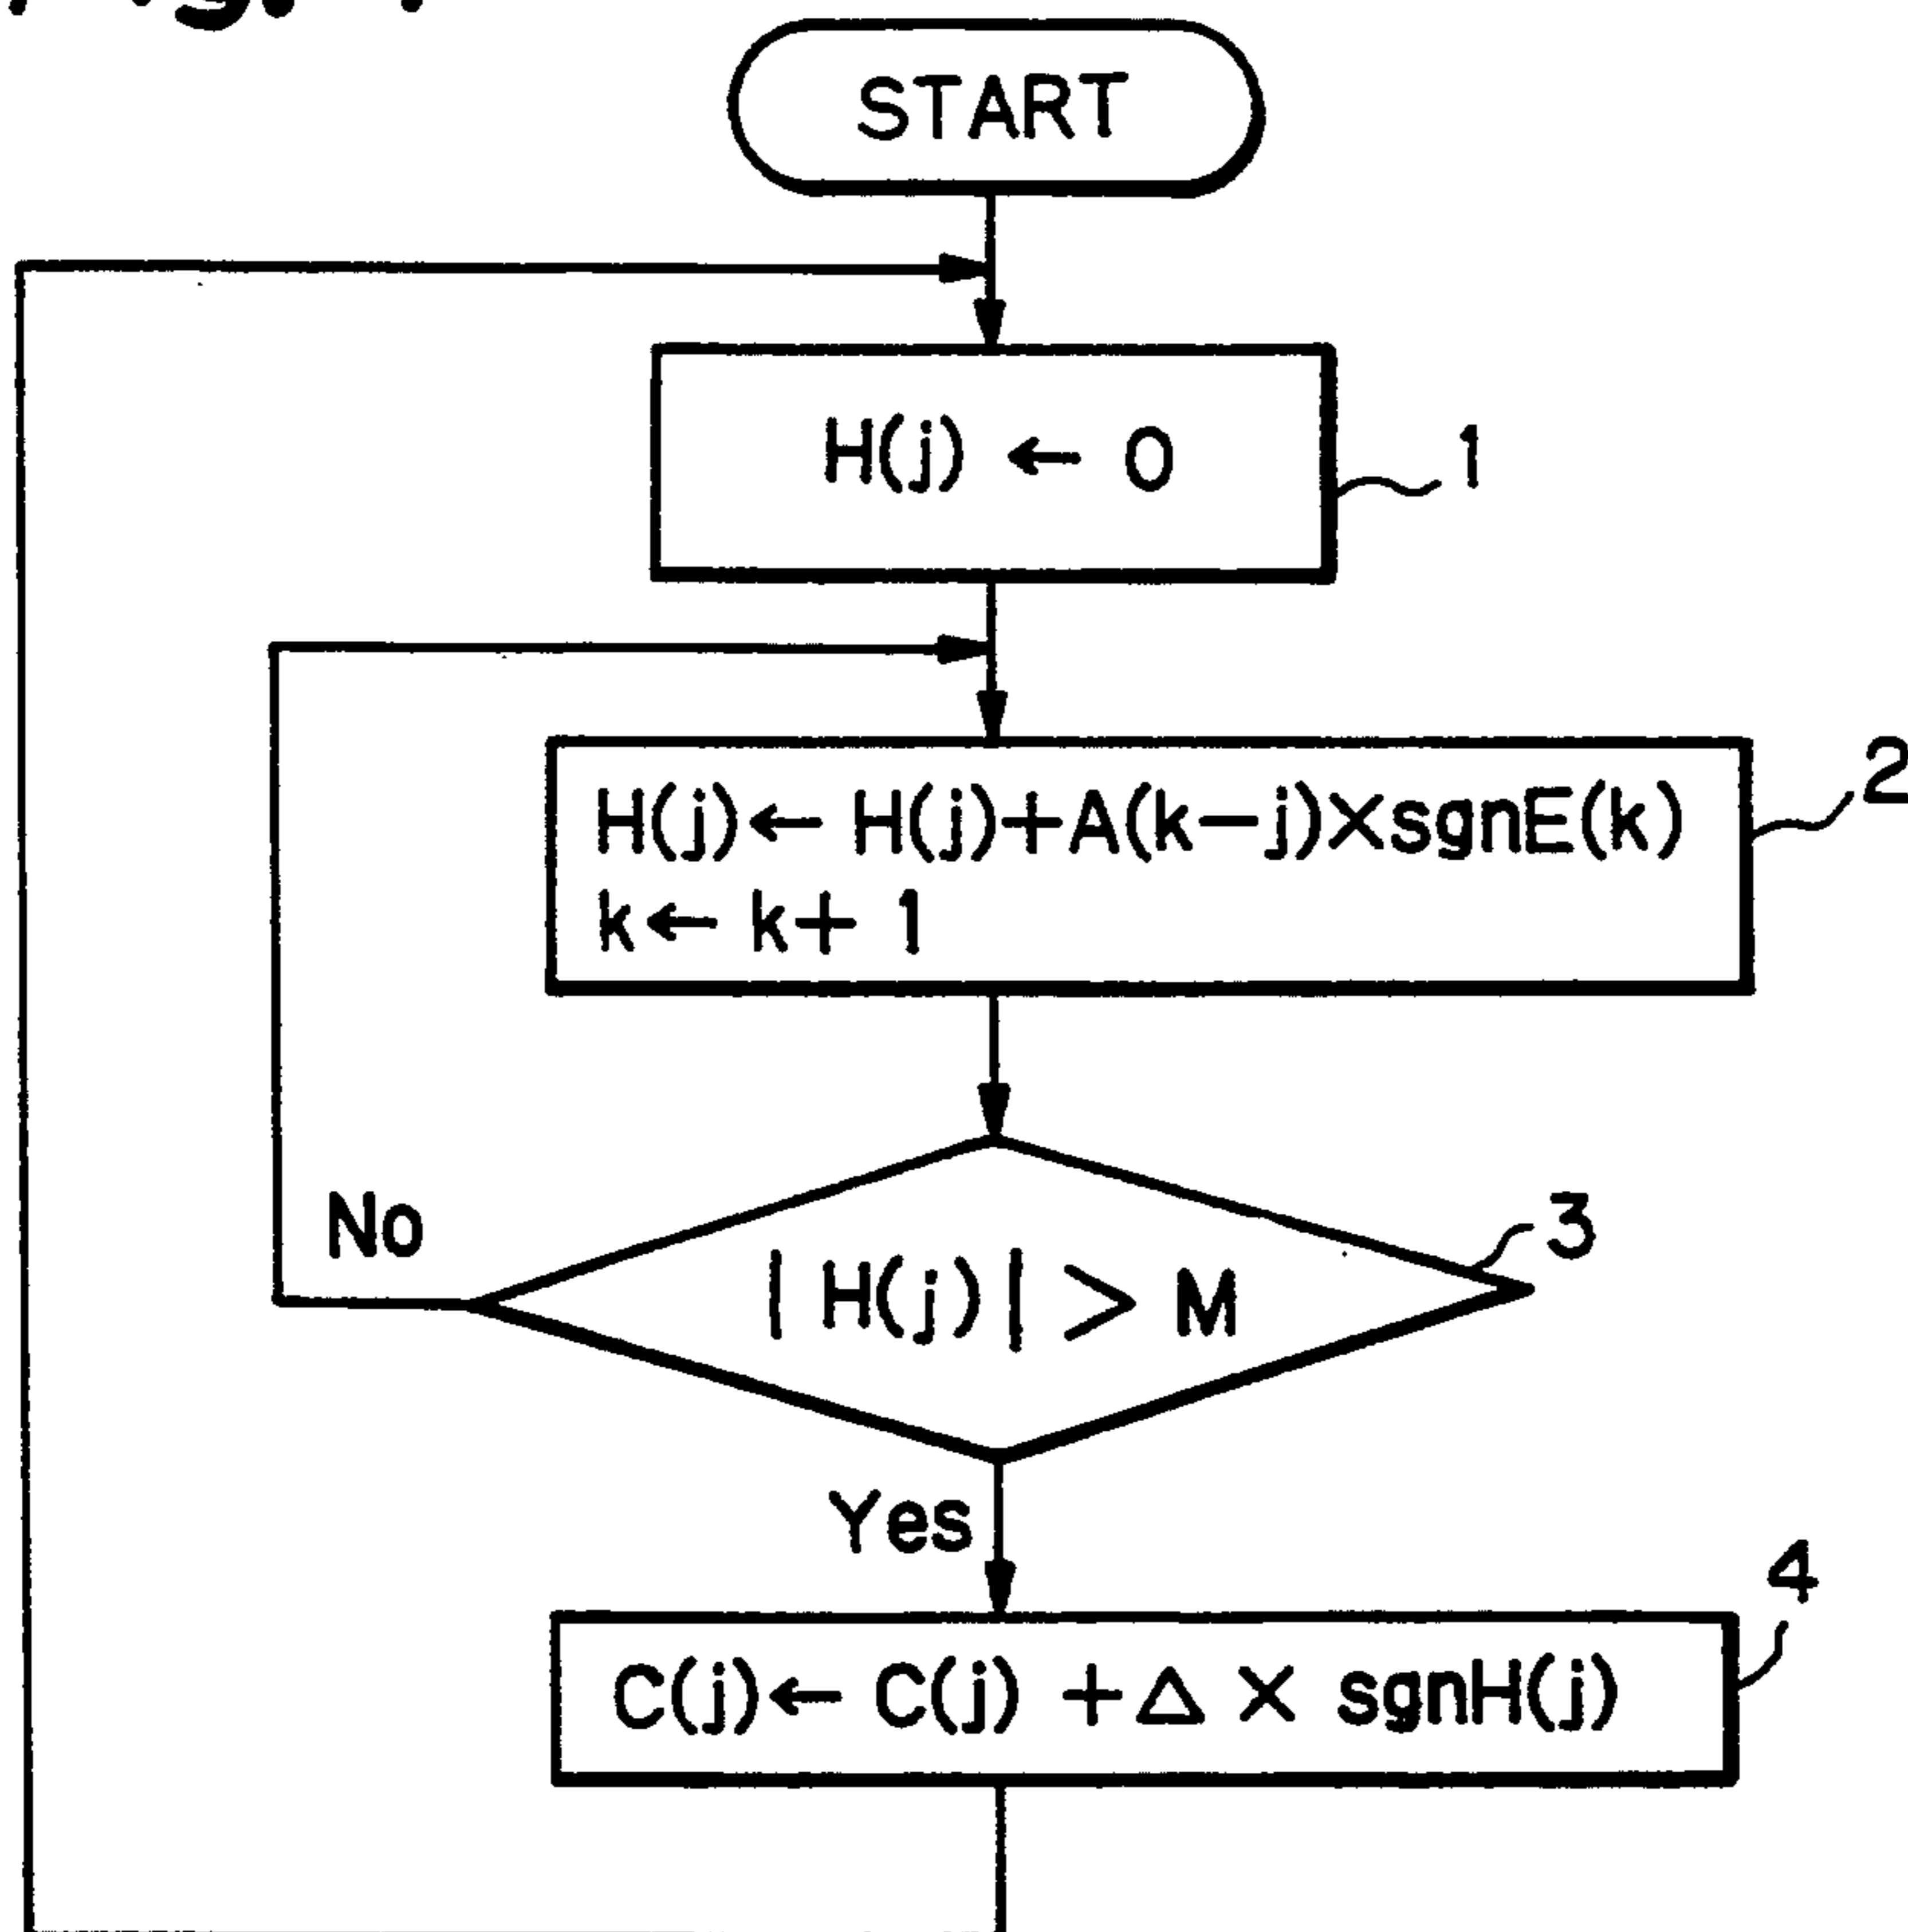 START
H(j) ← 0
1
2
H(j)← H(j)+A(k−j)×sgnE(k)
k← k+ 1
No
3
| H(j) | > M
Yes
4
C(j)← C(j) +△ × sgnH(j)